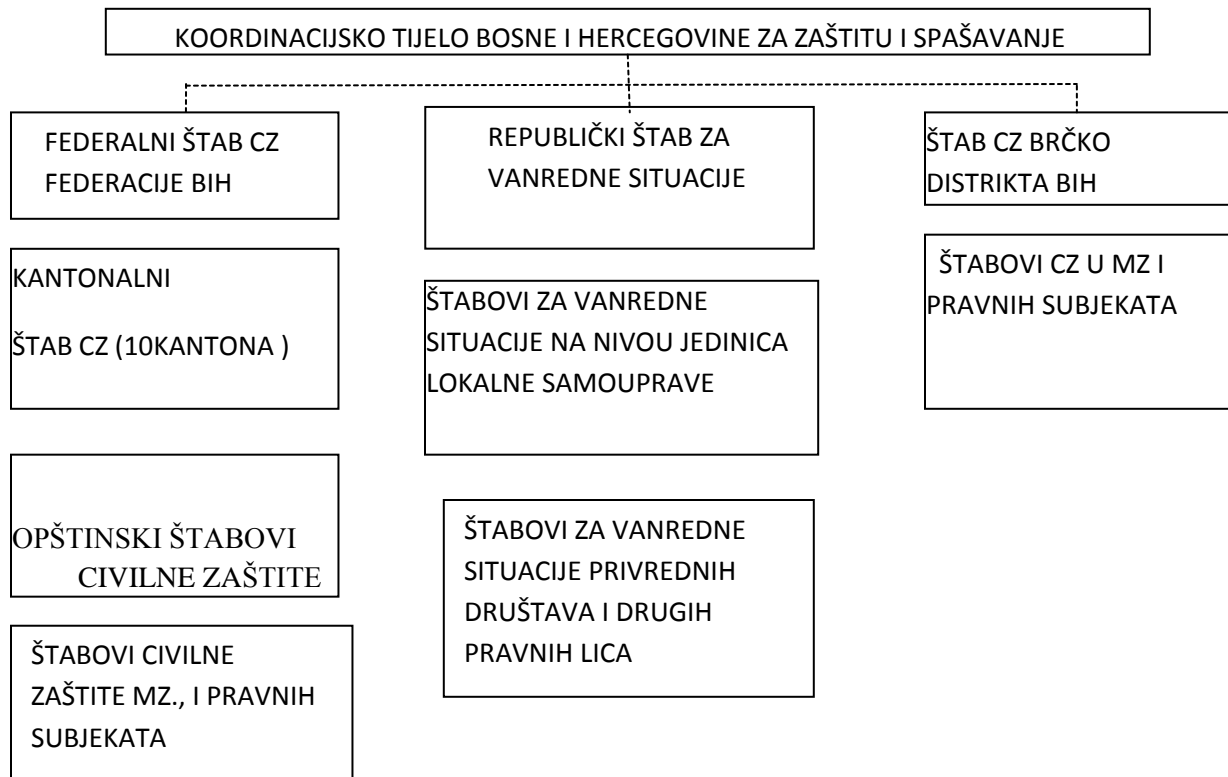 KOORDINACIJSKO TIJELO BOSNE I HERCEGOVINE ZA ZAŠTITU I SPAŠAVANJE
FEDERALNI ŠTAB CZ
FEDERACIJE BIH
KANTONALNI
ŠTAB CZ (10KANTONA )
OPŠTINSKI ŠTABOVI
CIVILNE ZAŠTITE
ŠTABOVI CIVILNE
ZAŠTITE MZ., I PRAVNIH
SUBJEKATA
REPUBLIČKI ŠTAB ZA
VANREDNE SITUACIJE
ŠTABOVI ZA VANREDNE
SITUACIJE NA NIVOU JEDINICA
LOKALNE SAMOUPRAVE
ŠTABOVI ZA VANREDNE
SITUACIJE PRIVREDNIH
DRUŠTAVA I DRUGIH
PRAVNIH LICA
ŠTAB CZ BRČKO
DISTRIKTA BIH
ŠTABOVI CZ U MZ I
PRAVNIH SUBJEKATA